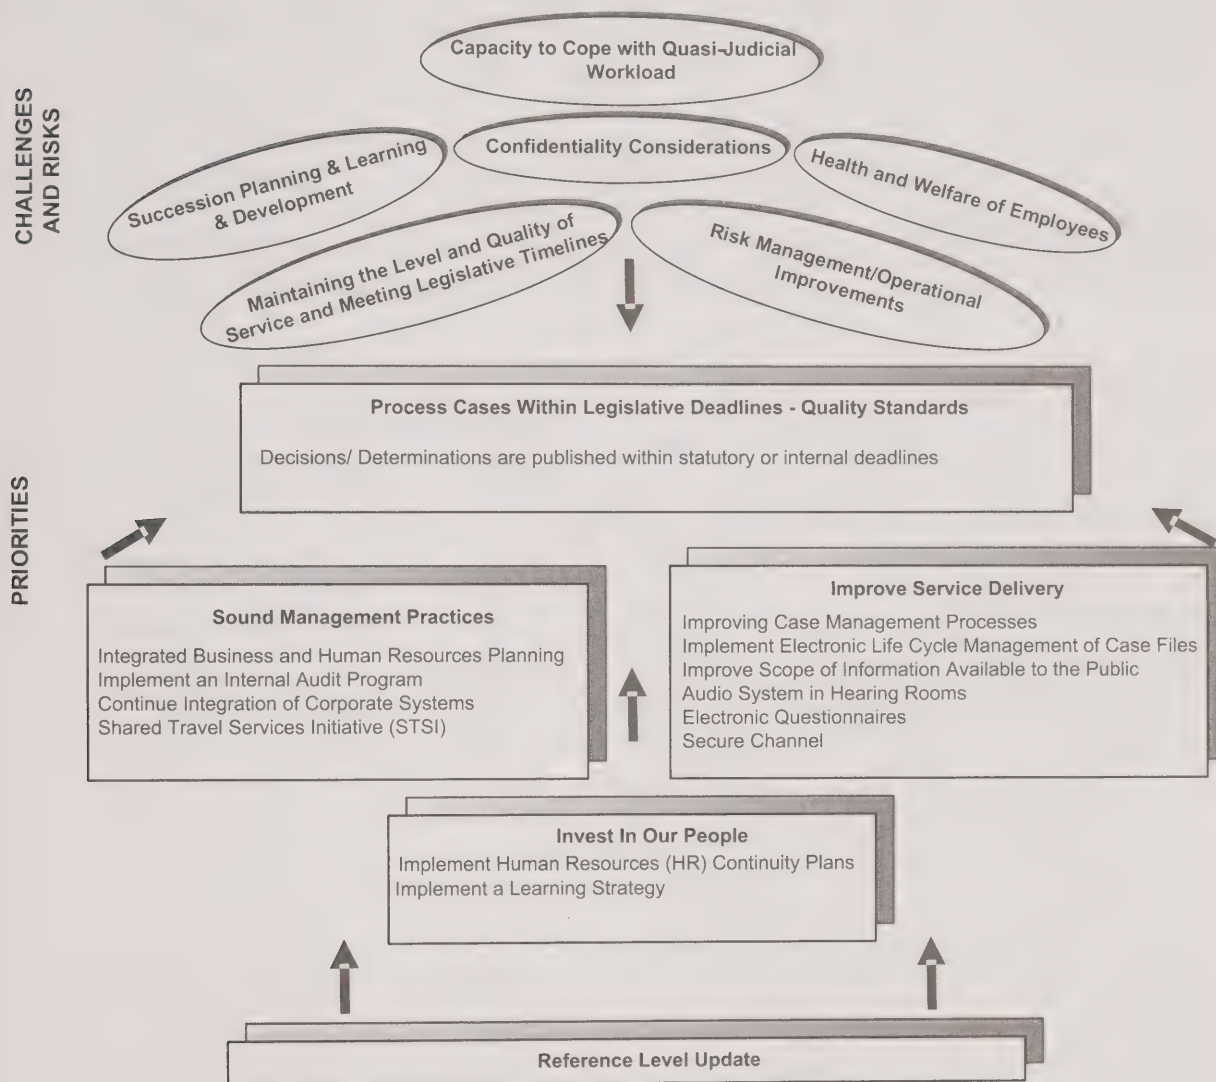 CHALLENGES
AND RISKS
Capacity to Cope with Quasi-Judicial
Workload
Confidentiality Considerations
Succession Planning & Learning
& Development
Health and Welfare of Employees
Maintaining the Level and Quality of
Service and Meeting Legislative Timelines
Risk Management/Operational
Improvements
PRIORITIES
Process Cases Within Legislative Deadlines - Quality Standards
Decisions/ Determinations are published within statutory or internal deadlines
Sound Management Practices
Integrated Business and Human Resources Planning
Implement an Internal Audit Program
Continue Integration of Corporate Systems
Shared Travel Services Initiative (STSI)
Improve Service Delivery
Improving Case Management Processes
Implement Electronic Life Cycle Management of Case Files
Improve Scope of Information Available to the Public
Audio System in Hearing Rooms
Electronic Questionnaires
Secure Channel
Invest In Our People
Implement Human Resources (HR) Continuity Plans
Implement a Learning Strategy
Reference Level Update